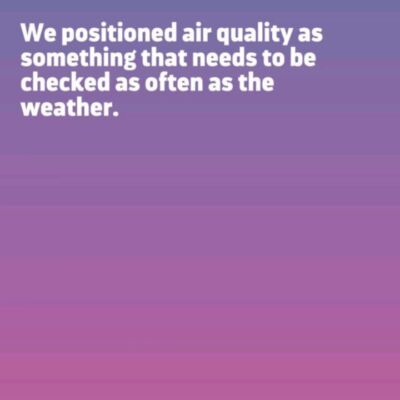 We positioned air quality as
something that needs to be
checked as often as the
weather.